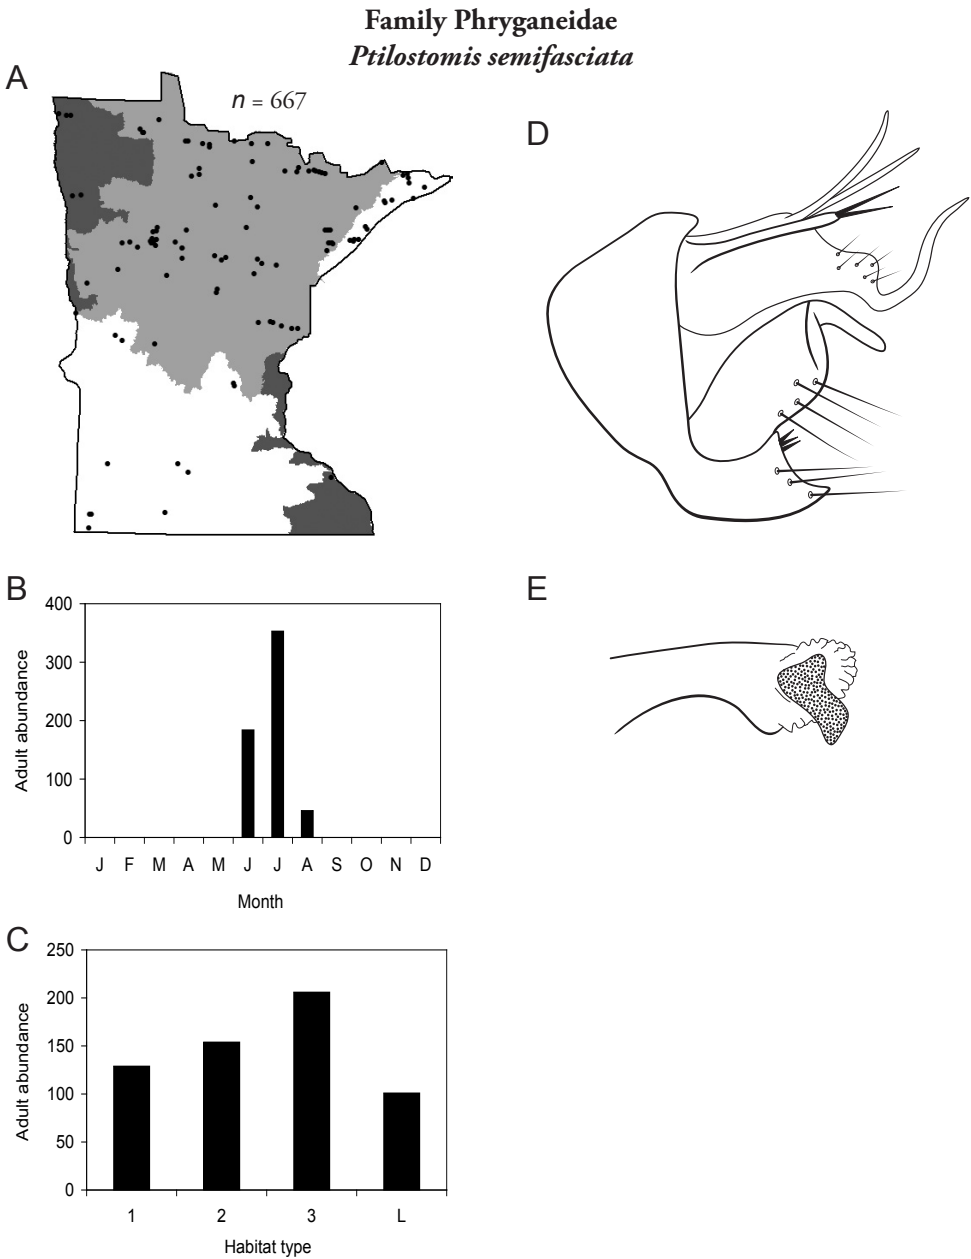 Family Phryganeidae
Ptilostomis semifasciata
A
n = 667
D
B
400
300
200
100
0
Adult abundance
J F M A M J J A S O N D
Month
E
C
250
200
150
100
50
0
Adult abundance
1 2 3 L
Habitat type